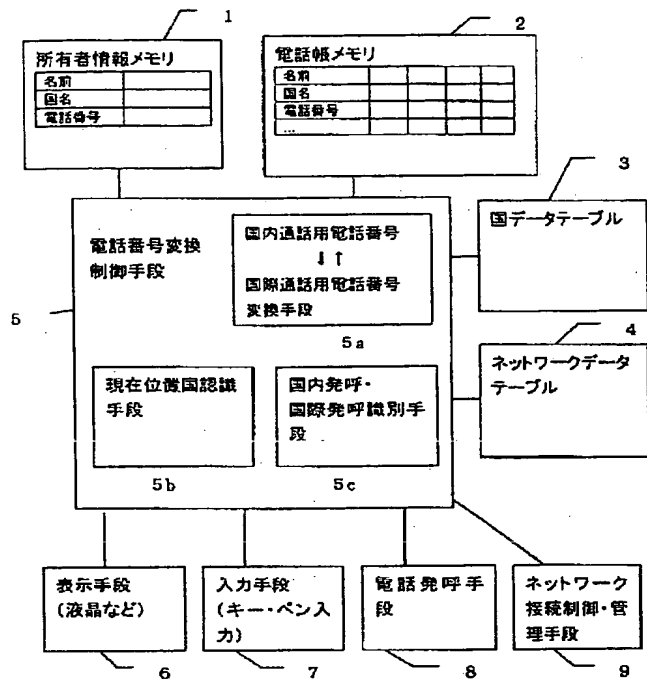 1
2
所有者情報メモリ
名前
国名
電話番号
電話帳メモリ
名前
国名
電話番号
...
3
国データテーブル
4
ネットワークデータ
テーブル
5
電話番号変換
制御手段
国内通話用電話番号
↓↑
国際通話用電話番号
変換手段
5a
現在位置国認識
手段
5b
国内発呼・
国際発呼識別手
段
5c
表示手段
(液晶など)
6
入力手段
(キー・ペン入
力)
7
電話発呼手
段
8
ネットワーク
接続制御・管
理手段
9